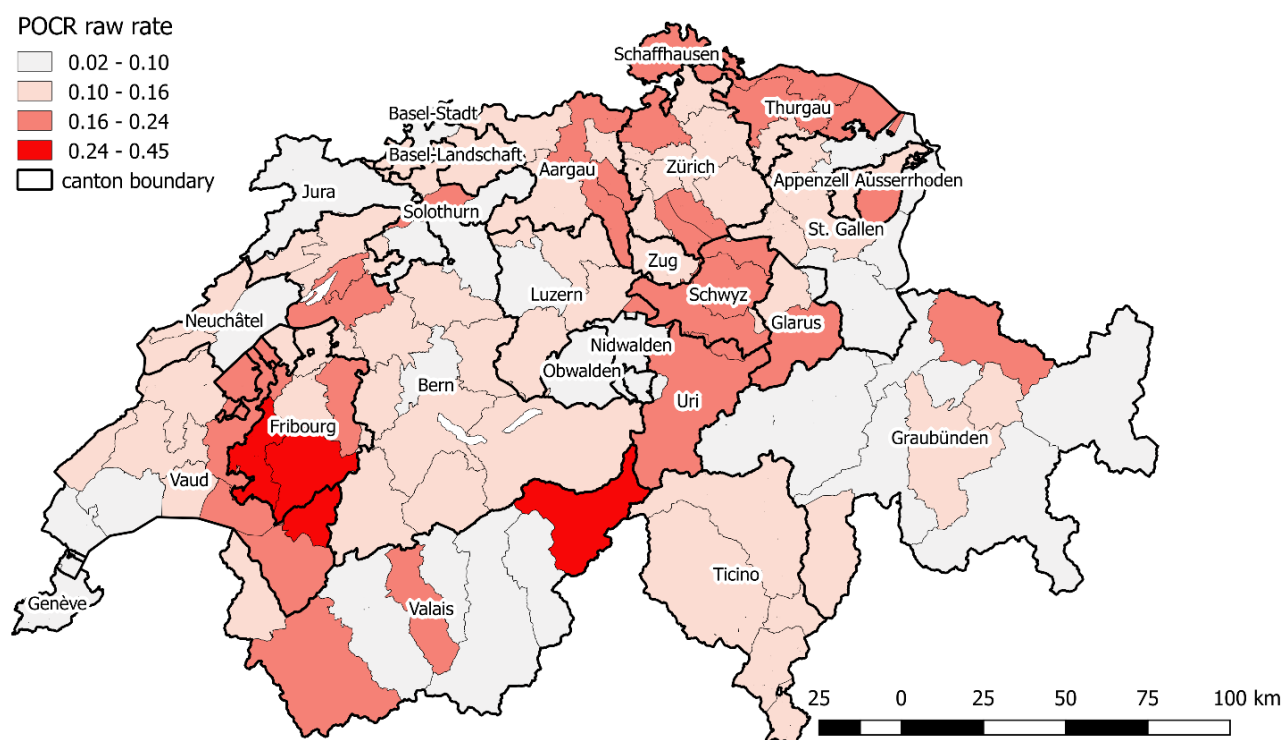 POCR raw rate
0.02 - 0.10
0.10 - 0.16
0.16 - 0.24
0.24 - 0.45
canton boundary
Schaffhausen
Thurgau
Basel-Stadt
Basel-Landschaft
Aargau
Zürich
Appenzell Ausserrhoden
Jura
Solothurn
St. Gallen
Zug
Luzern
Schwyz
Neuchâtel
Glarus
Nidwalden
Obwalden
Bern
Uri
Fribourg
Graubünden
Vaud
Ticino
Genève
Valais
25 0 25 50 75 100 km